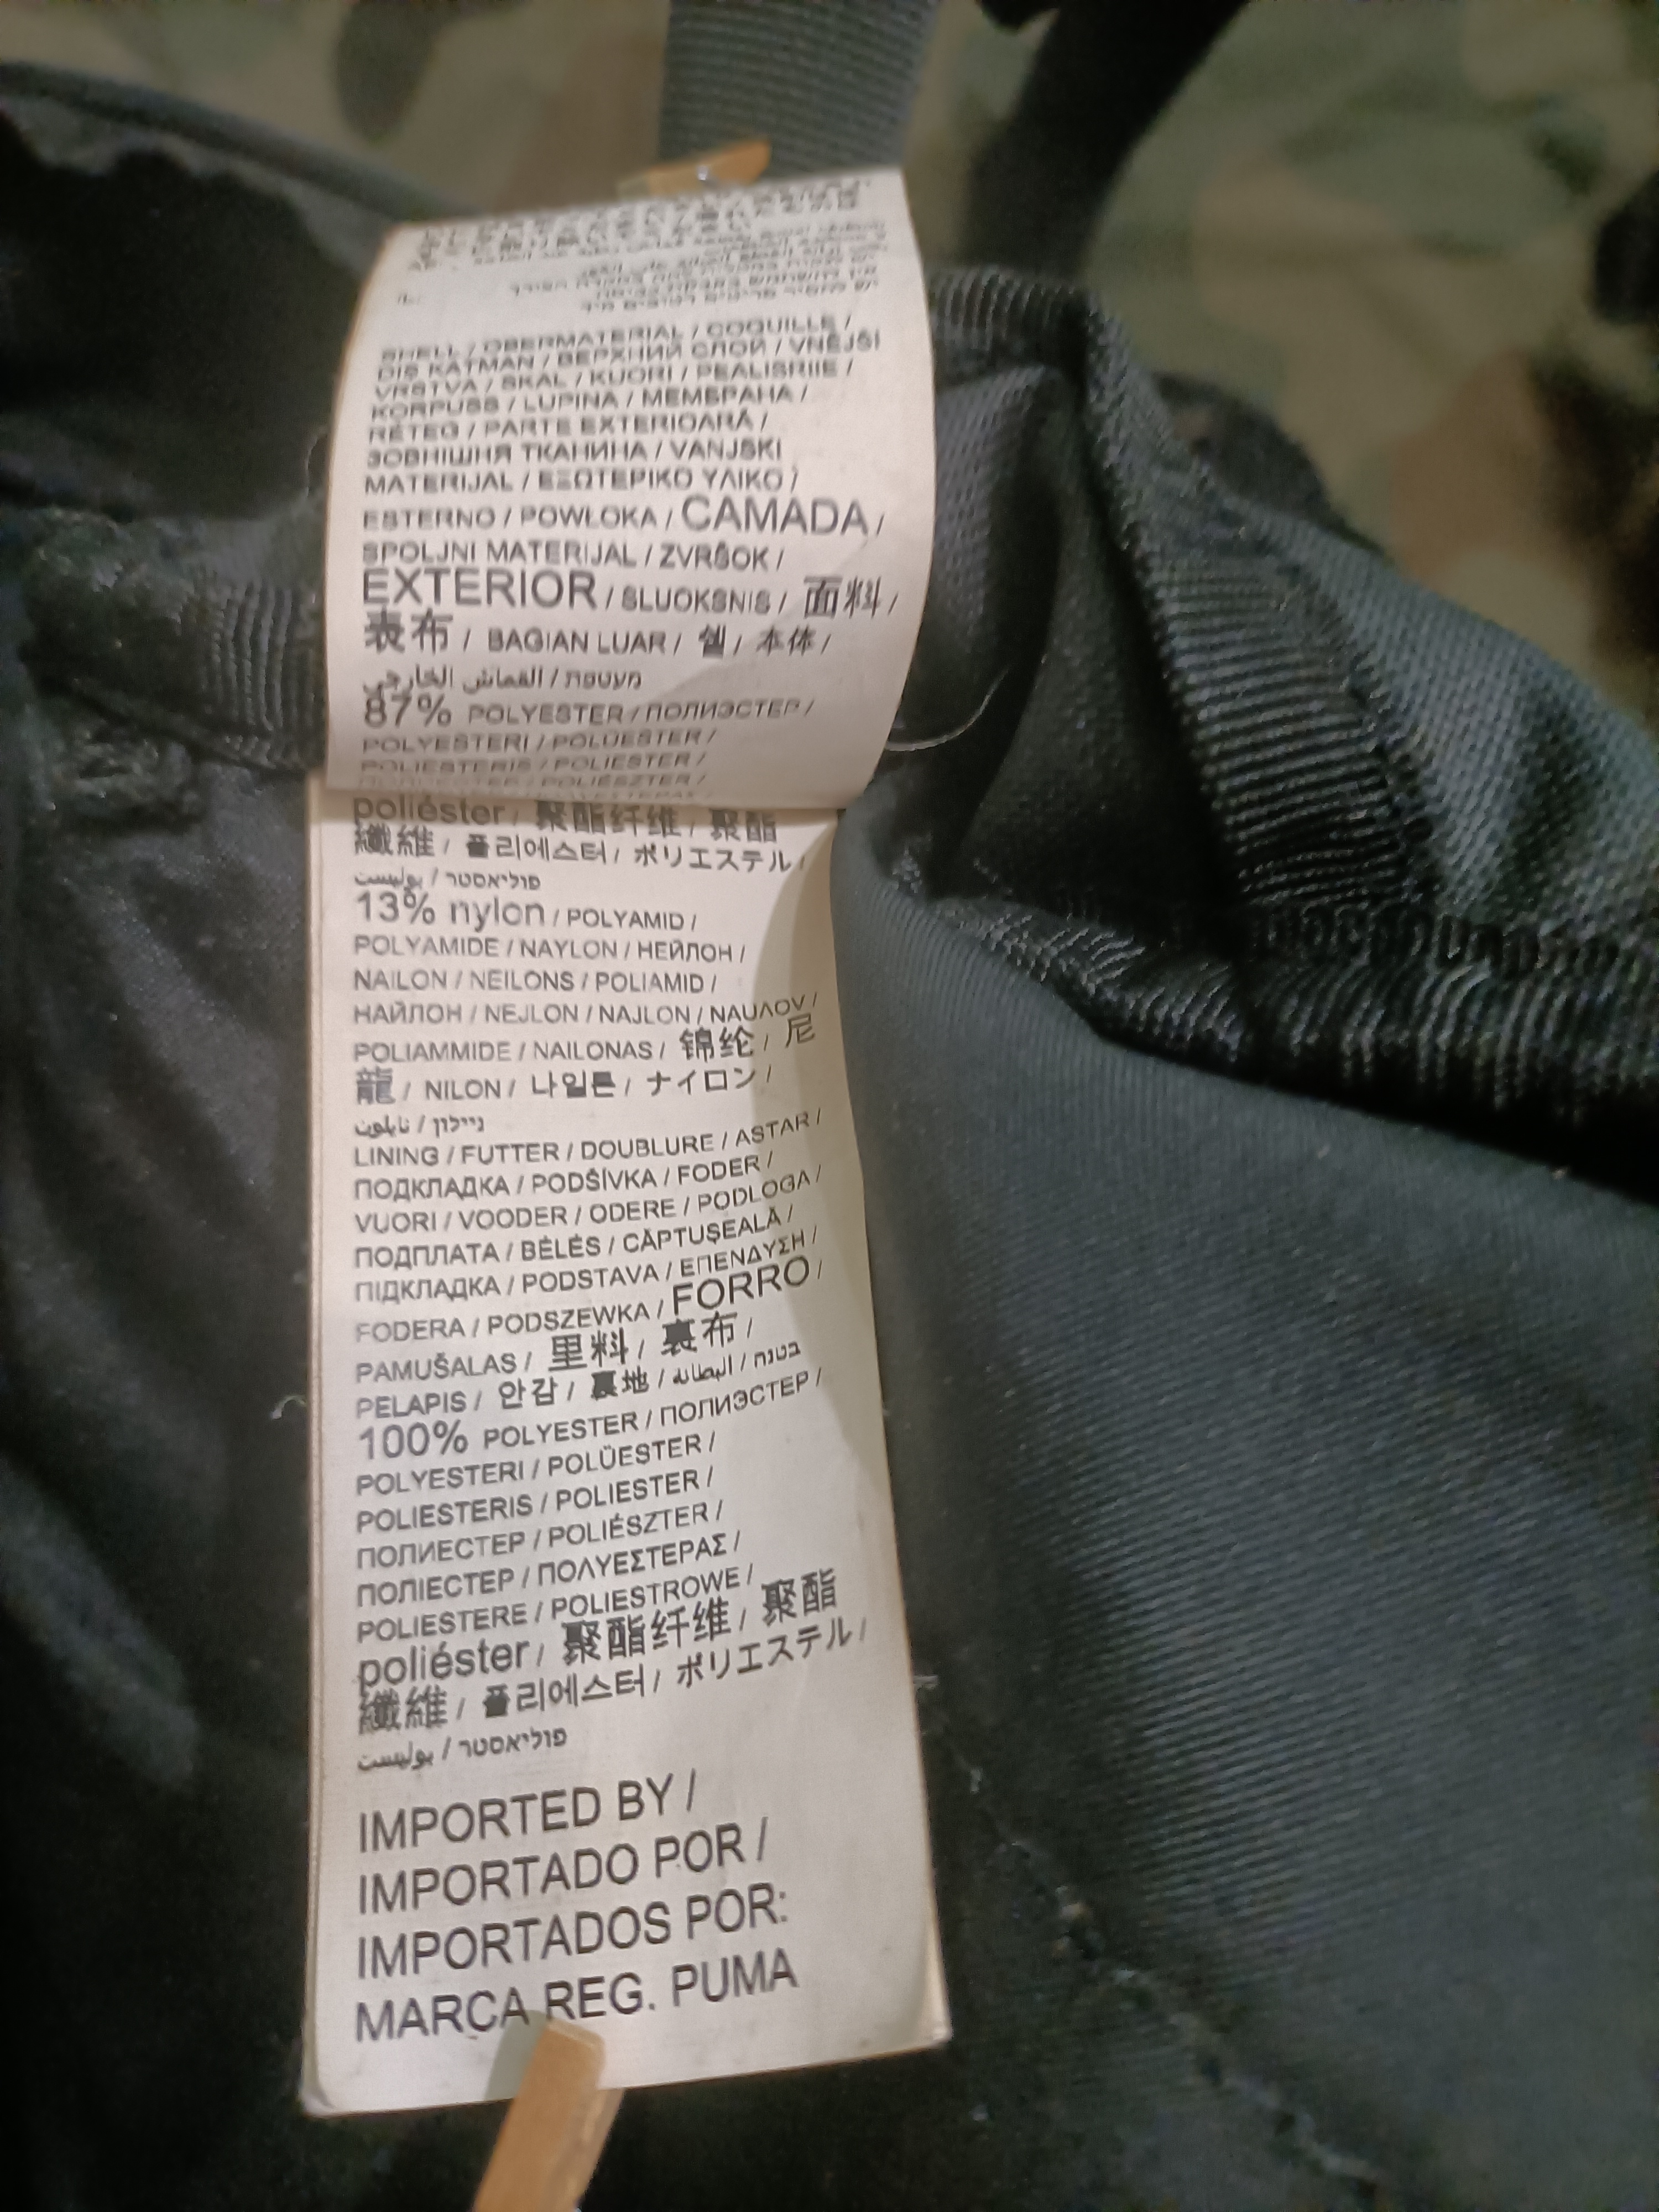 SHELL / OBERMATERIAL / COQUILLE /
DIŞ KATMAN / ВЕРХНИЙ СЛОЙ / VNĚJŠÍ
VRSTVA / SKAL / KUORI / PEALISRIIE /
KORPUSS / LUPINA / МЕМБРАНА /
RÉTEG / PARTE EXTERIOARĂ /
ЗОВНІШНЯ ТКАНИНА / VANJSKI
MATERIJAL / ΕΞΩΤΕΡΙΚΟ ΥΛΙΚΟ /
ESTERNO / POWŁOKA / CAMADA /
SPOLJNI MATERIJAL / ZVRŠOK /
EXTERIOR / SLUOKSNIS / 面料 /
表布 / BAGIAN LUAR / 쉘 / 本体 /
القماش الخارجي / מעטפת
87% POLYESTER / ПОЛИЭСТЕР /
POLYESTERI / POLÜESTER /
POLIESTERIS / POLIESTER /
POLIÉSZTER /
poliéster / 聚酯纤维 / 聚酯
纖維 / 폴리에스터 / ポリエステル /
بوليست / פוליאסטר
13% nylon / POLYAMID /
POLYAMIDE / NAYLON / НЕЙЛОН /
NAILON / NEILONS / POLIAMID /
НАЙЛОН / NEJLON / NAJLON / ΝΑUΛΟV /
POLIAMMIDE / NAILONAS / 锦纶 / 尼
龍 / NILON / 나일론 / ナイロン /
نايلون / ניילון
LINING / FUTTER / DOUBLURE / ASTAR /
ПОДКЛАДКА / PODŠÍVKA / FODER /
VUORI / VOODER / ODERE / PODLOGA /
ПОДПЛАТА / BÉLÉS / CĂPTUŞEALĂ /
ПІДКЛАДКА / PODSTAVA / ΕΠΕΝΔΥΣΗ /
FODERA / PODSZEWKA / FORRO /
PAMUŠALAS / 里料 / 裏布 /
PELAPIS / 안감 / 裏地 / البطانة / בטנה
100% POLYESTER / ПОЛИЭСТЕР /
POLYESTERI / POLÜESTER /
POLIESTERIS / POLIESTER /
ПОЛИЕСТЕР / POLIÉSZTER /
ПОЛІЕСТЕР / ΠΟΛΥΕΣΤΕΡΑΣ /
POLIESTERE / POLIESTROWE /
poliéster / 聚酯纤维 / 聚酯
纖維 / 폴리에스터 / ポリエステル /
بوليست / פוליאסטר
IMPORTED BY /
IMPORTADO POR /
IMPORTADOS POR:
MARCA REG. PUMA